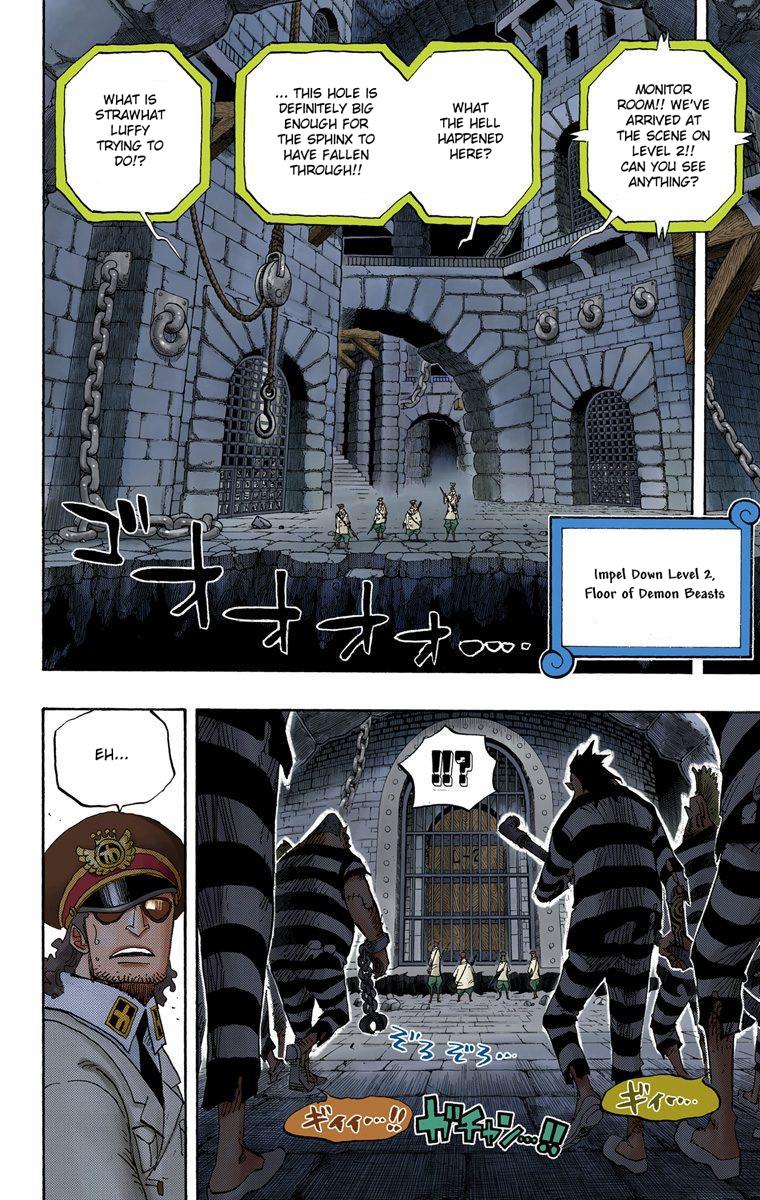 MONITOR
ROOM!! WE'VE
ARRIVED AT
THE SCENE ON
LEVEL 2!!
CAN YOU SEE
ANYTHING?
WHAT
THE HELL
HAPPENED
HERE?
... THIS HOLE IS
DEFINITELY BIG
ENOUGH FOR
THE SPHINX TO
HAVE FALLEN
THROUGH!!
WHAT IS
STRAWHAT
LUFFY
TRYING TO
DO!?
Impel Down Level 2,
Floor of Demon Beasts
ゴオオオオ……
!!?
L-2
ギィ……
ぞろぞろ…
ガチャン…!!
ギィィ…!!
EH...